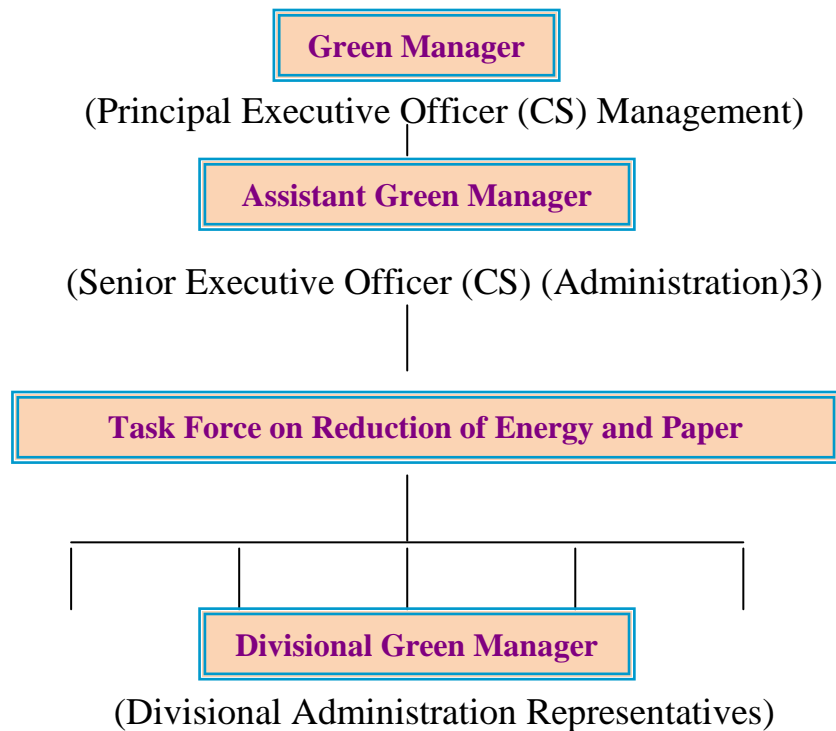 Green Manager
(Principal Executive Officer (CS) Management)
Assistant Green Manager
(Senior Executive Officer (CS) (Administration)3)
Task Force on Reduction of Energy and Paper
Divisional Green Manager
(Divisional Administration Representatives)